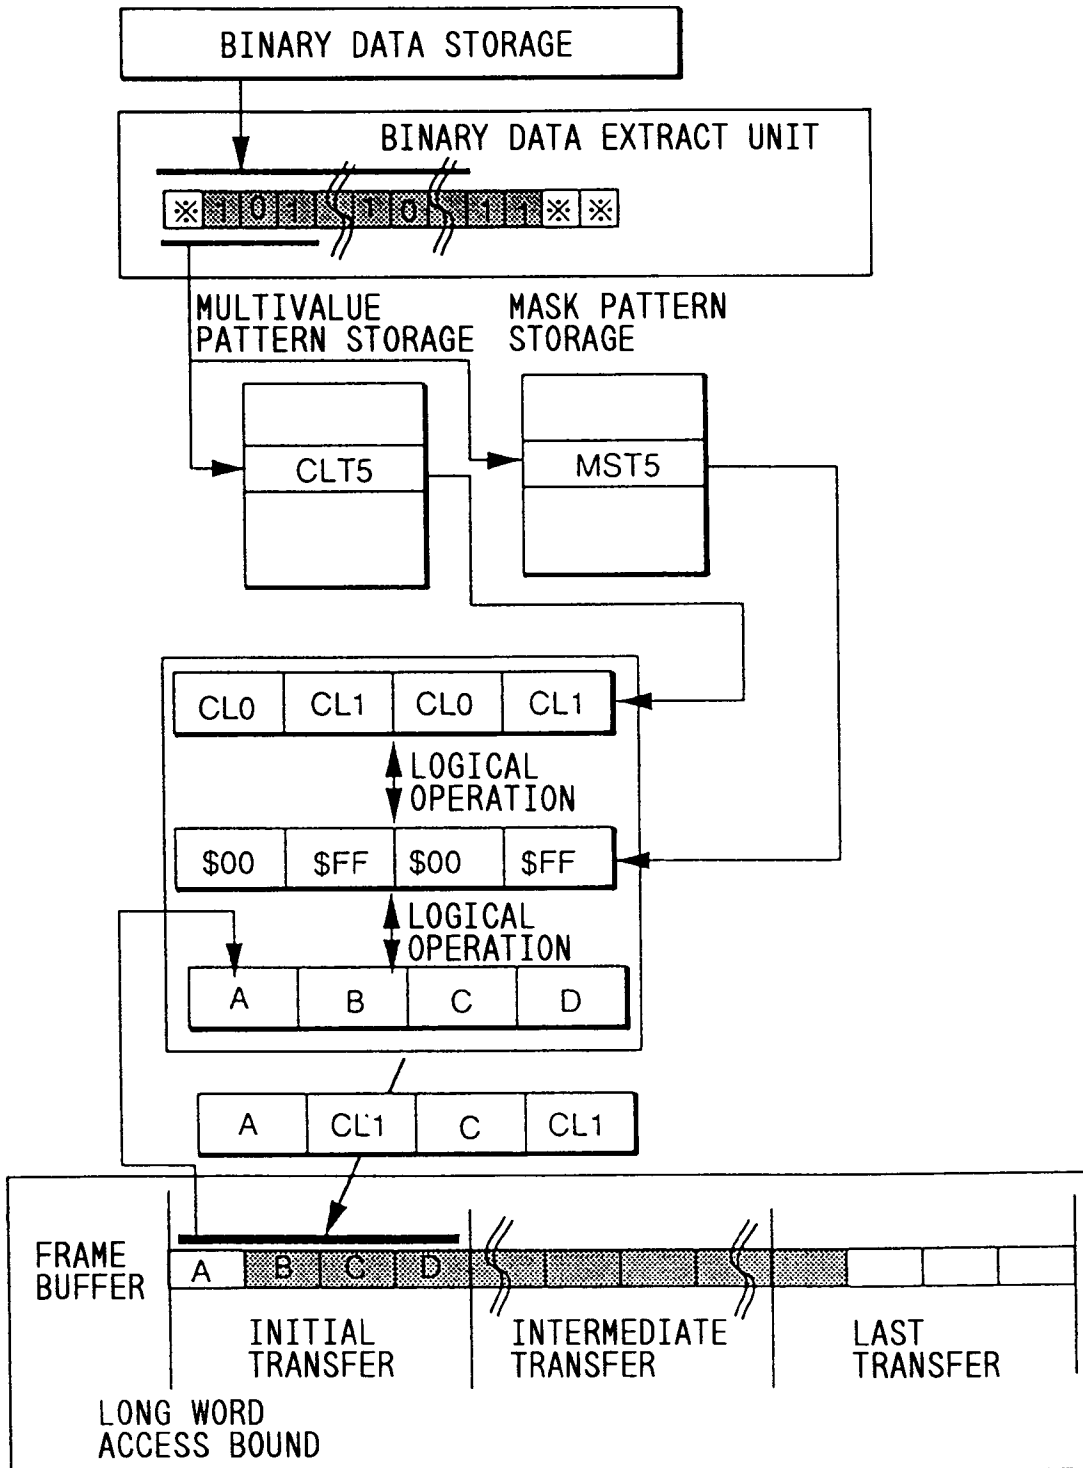 BINARY DATA STORAGE
BINARY DATA EXTRACT UNIT
※ 1 0 1 1 0 1 1 ※ ※
MULTIVALUE
PATTERN STORAGE
MASK PATTERN
STORAGE
CLT5
MST5
CL0 CL1 CL0 CL1
LOGICAL
OPERATION
$00 $FF $00 $FF
LOGICAL
OPERATION
A B C D
A CL1 C CL1
FRAME
BUFFER
A B C D
INITIAL
TRANSFER
INTERMEDIATE
TRANSFER
LAST
TRANSFER
LONG WORD
ACCESS BOUND